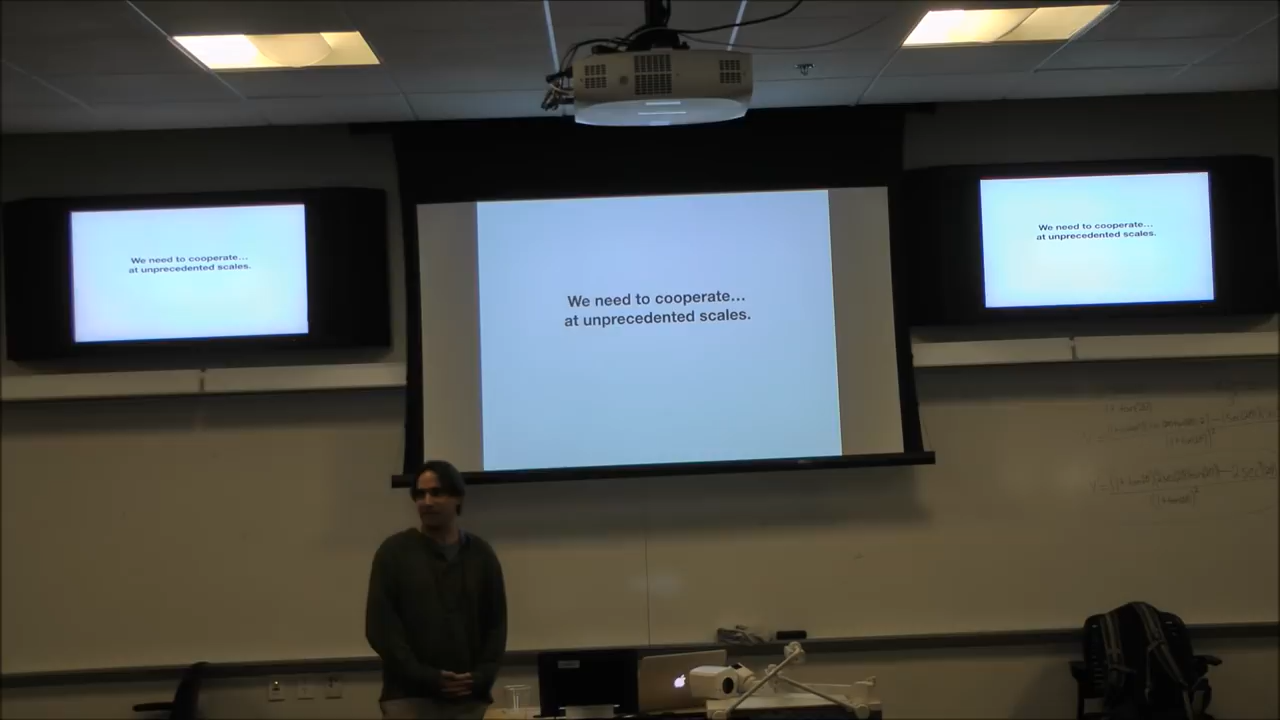 We need to cooperate...
at unprecedented scales.
We need to cooperate...
at unprecedented scales.
We need to cooperate...
at unprecedented scales.